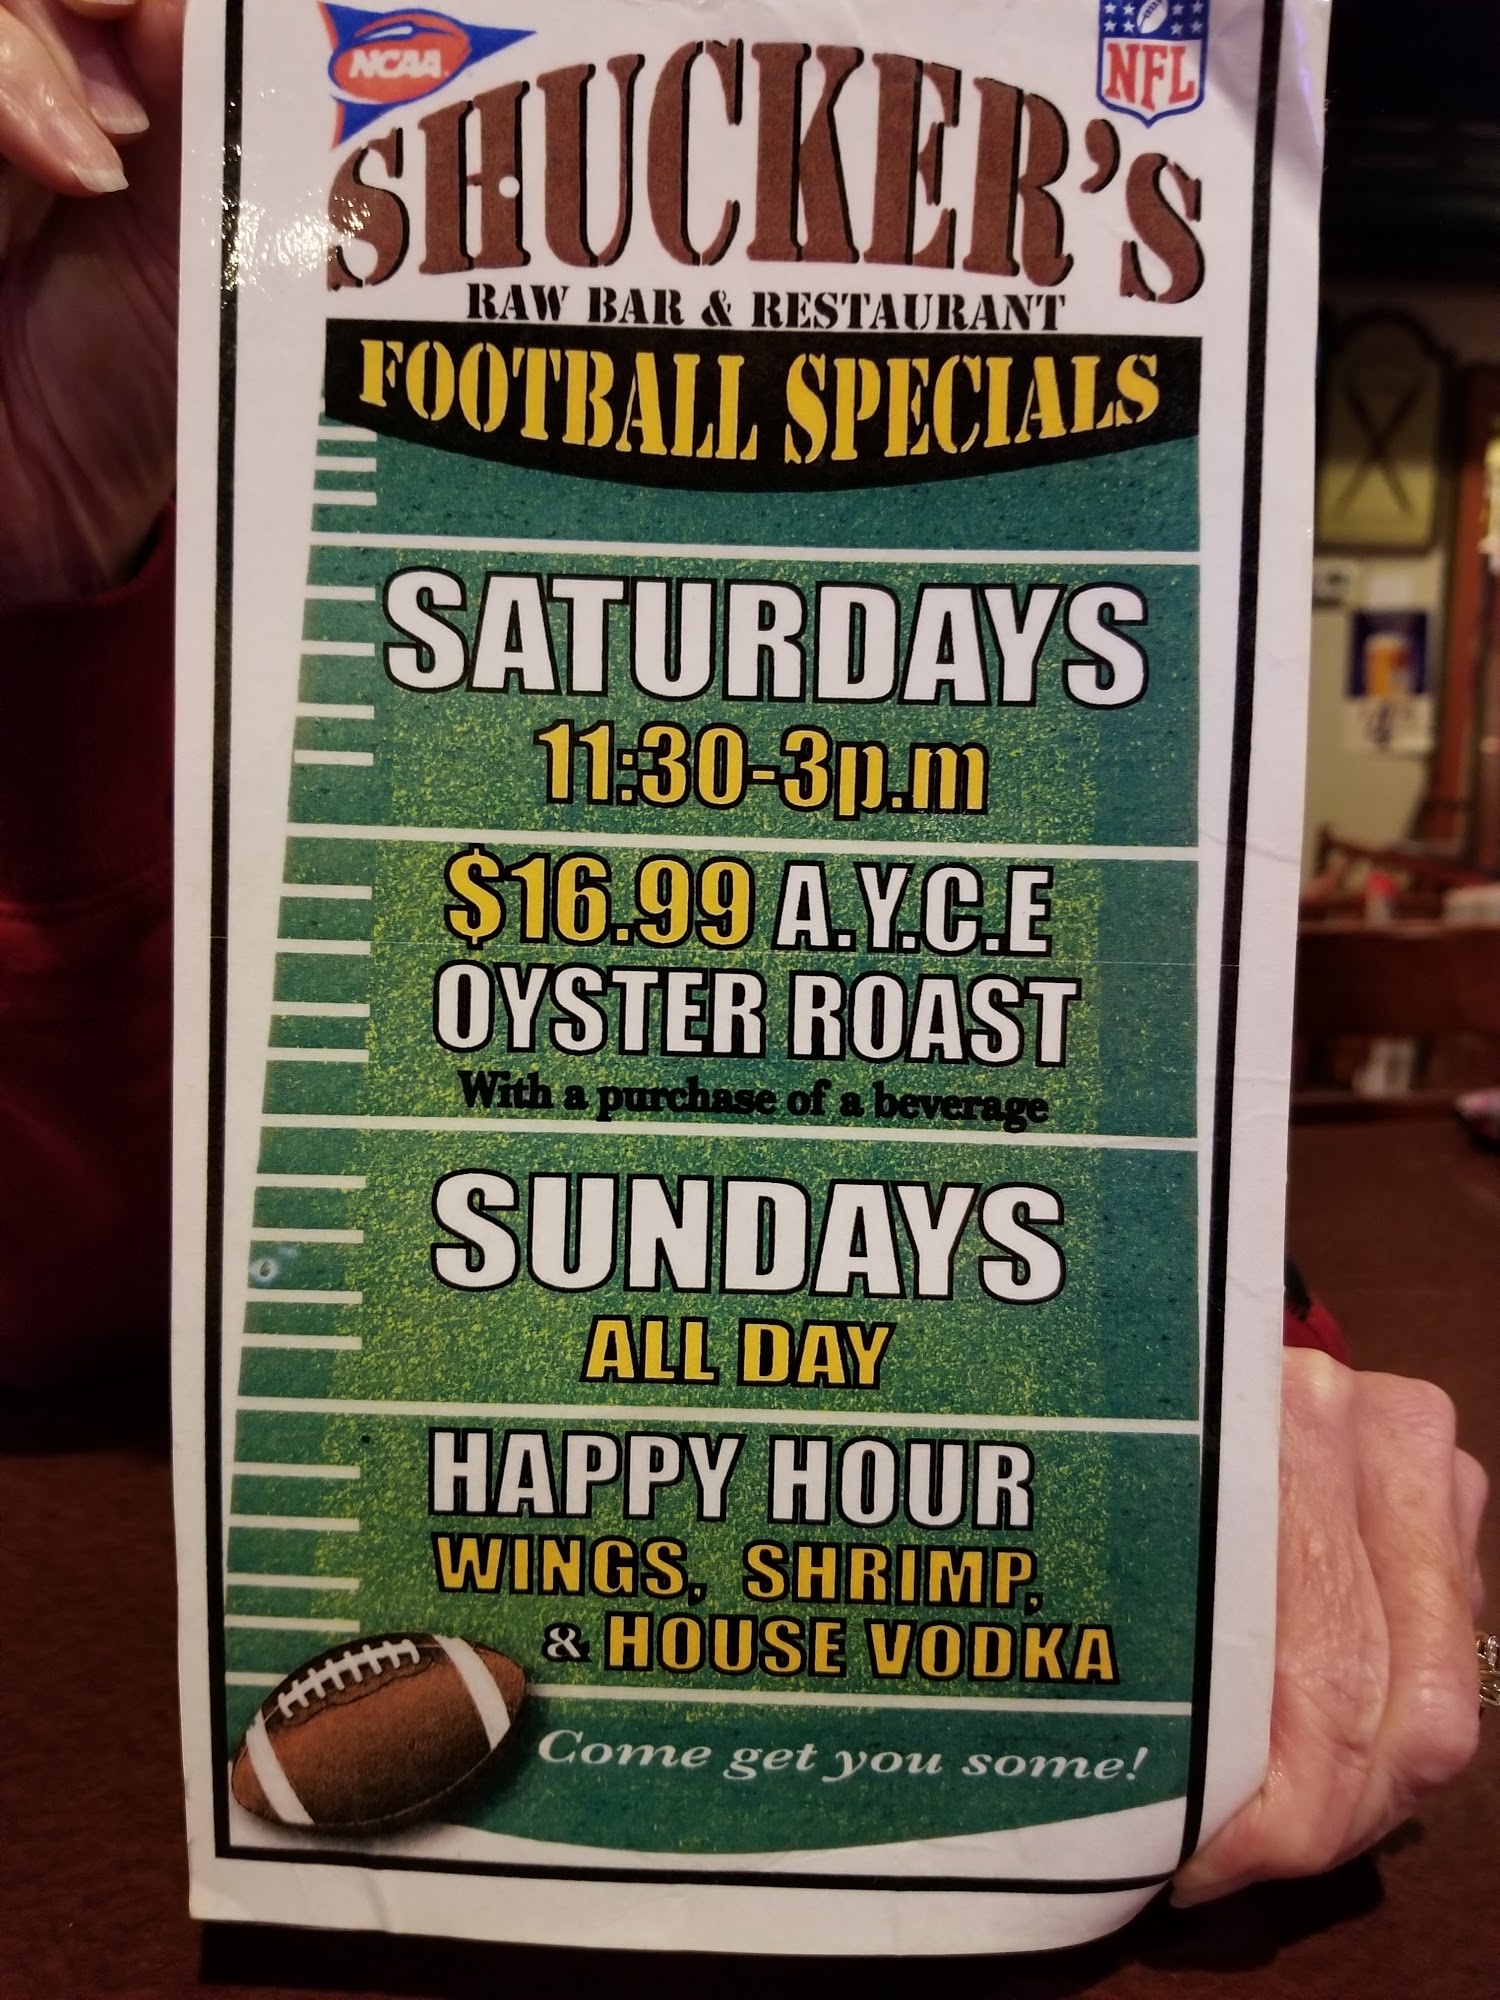 NCAA
NFL
SHUCKER'S
RAW BAR & RESTAURANT
FOOTBALL SPECIALS
SATURDAYS
11:30-3p.m
$16.99 A.Y.C.E
OYSTER ROAST
With a purchase of a beverage
SUNDAYS
ALL DAY
HAPPY HOUR
WINGS, SHRIMP,
& HOUSE VODKA
Come get you some!